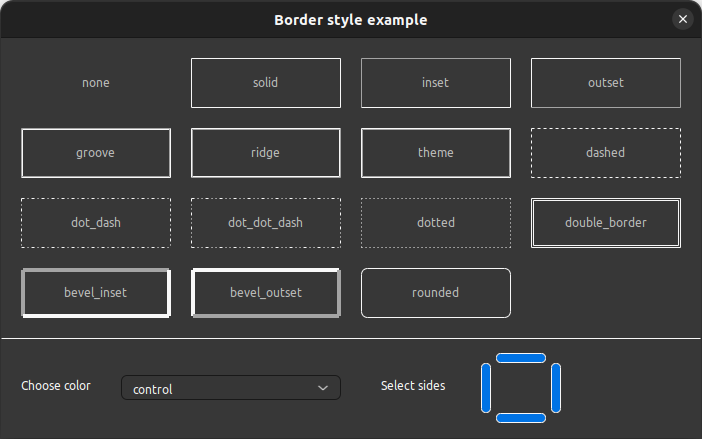 Border style example
none solid inset outset
groove ridge theme dashed
dot_dash dot_dot_dash dotted double_border
bevel_inset bevel_outset rounded
Choose color control Select sides